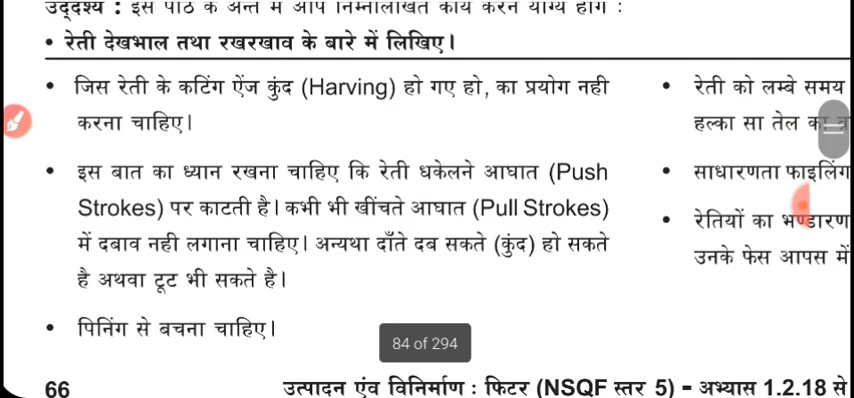 उद्‌देश्य : इस पाठ के अन्त में आप निम्नलिखित कार्य करने योग्य होंगे :
• रेती देखभाल तथा रखरखाव के बारे में लिखिए।
• जिस रेती के कटिंग ऐंज कुंद (Harving) हो गए हो, का प्रयोग नही
करना चाहिए।
• इस बात का ध्यान रखना चाहिए कि रेती धकेलने आघात (Push
Strokes) पर काटती है। कभी भी खींचते आघात (Pull Strokes)
में दबाव नही लगाना चाहिए। अन्यथा दाँते दब सकते (कुंद) हो सकते
है अथवा टूट भी सकते है।
• पिनिंग से बचना चाहिए।
• रेती को लम्बे समय
हल्का सा तेल का
• साधारणता फाइलिंग
• रेतियों का भण्डारण
उनके फेस आपस में
84 of 294
66
उत्पादन एंव विनिर्माण : फिटर (NSQF स्तर 5) - अभ्यास 1.2.18 से